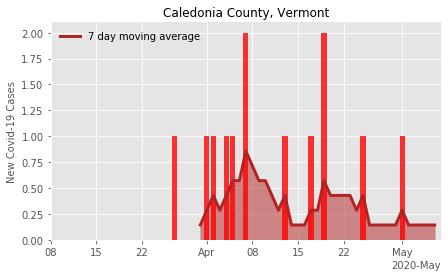 Caledonia County, Vermont
7 day moving average
New Covid-19 Cases
2.00
1.75
1.50
1.25
1.00
0.75
0.50
0.25
0.00
08 15 22 Apr 08 15 22 May
2020-May